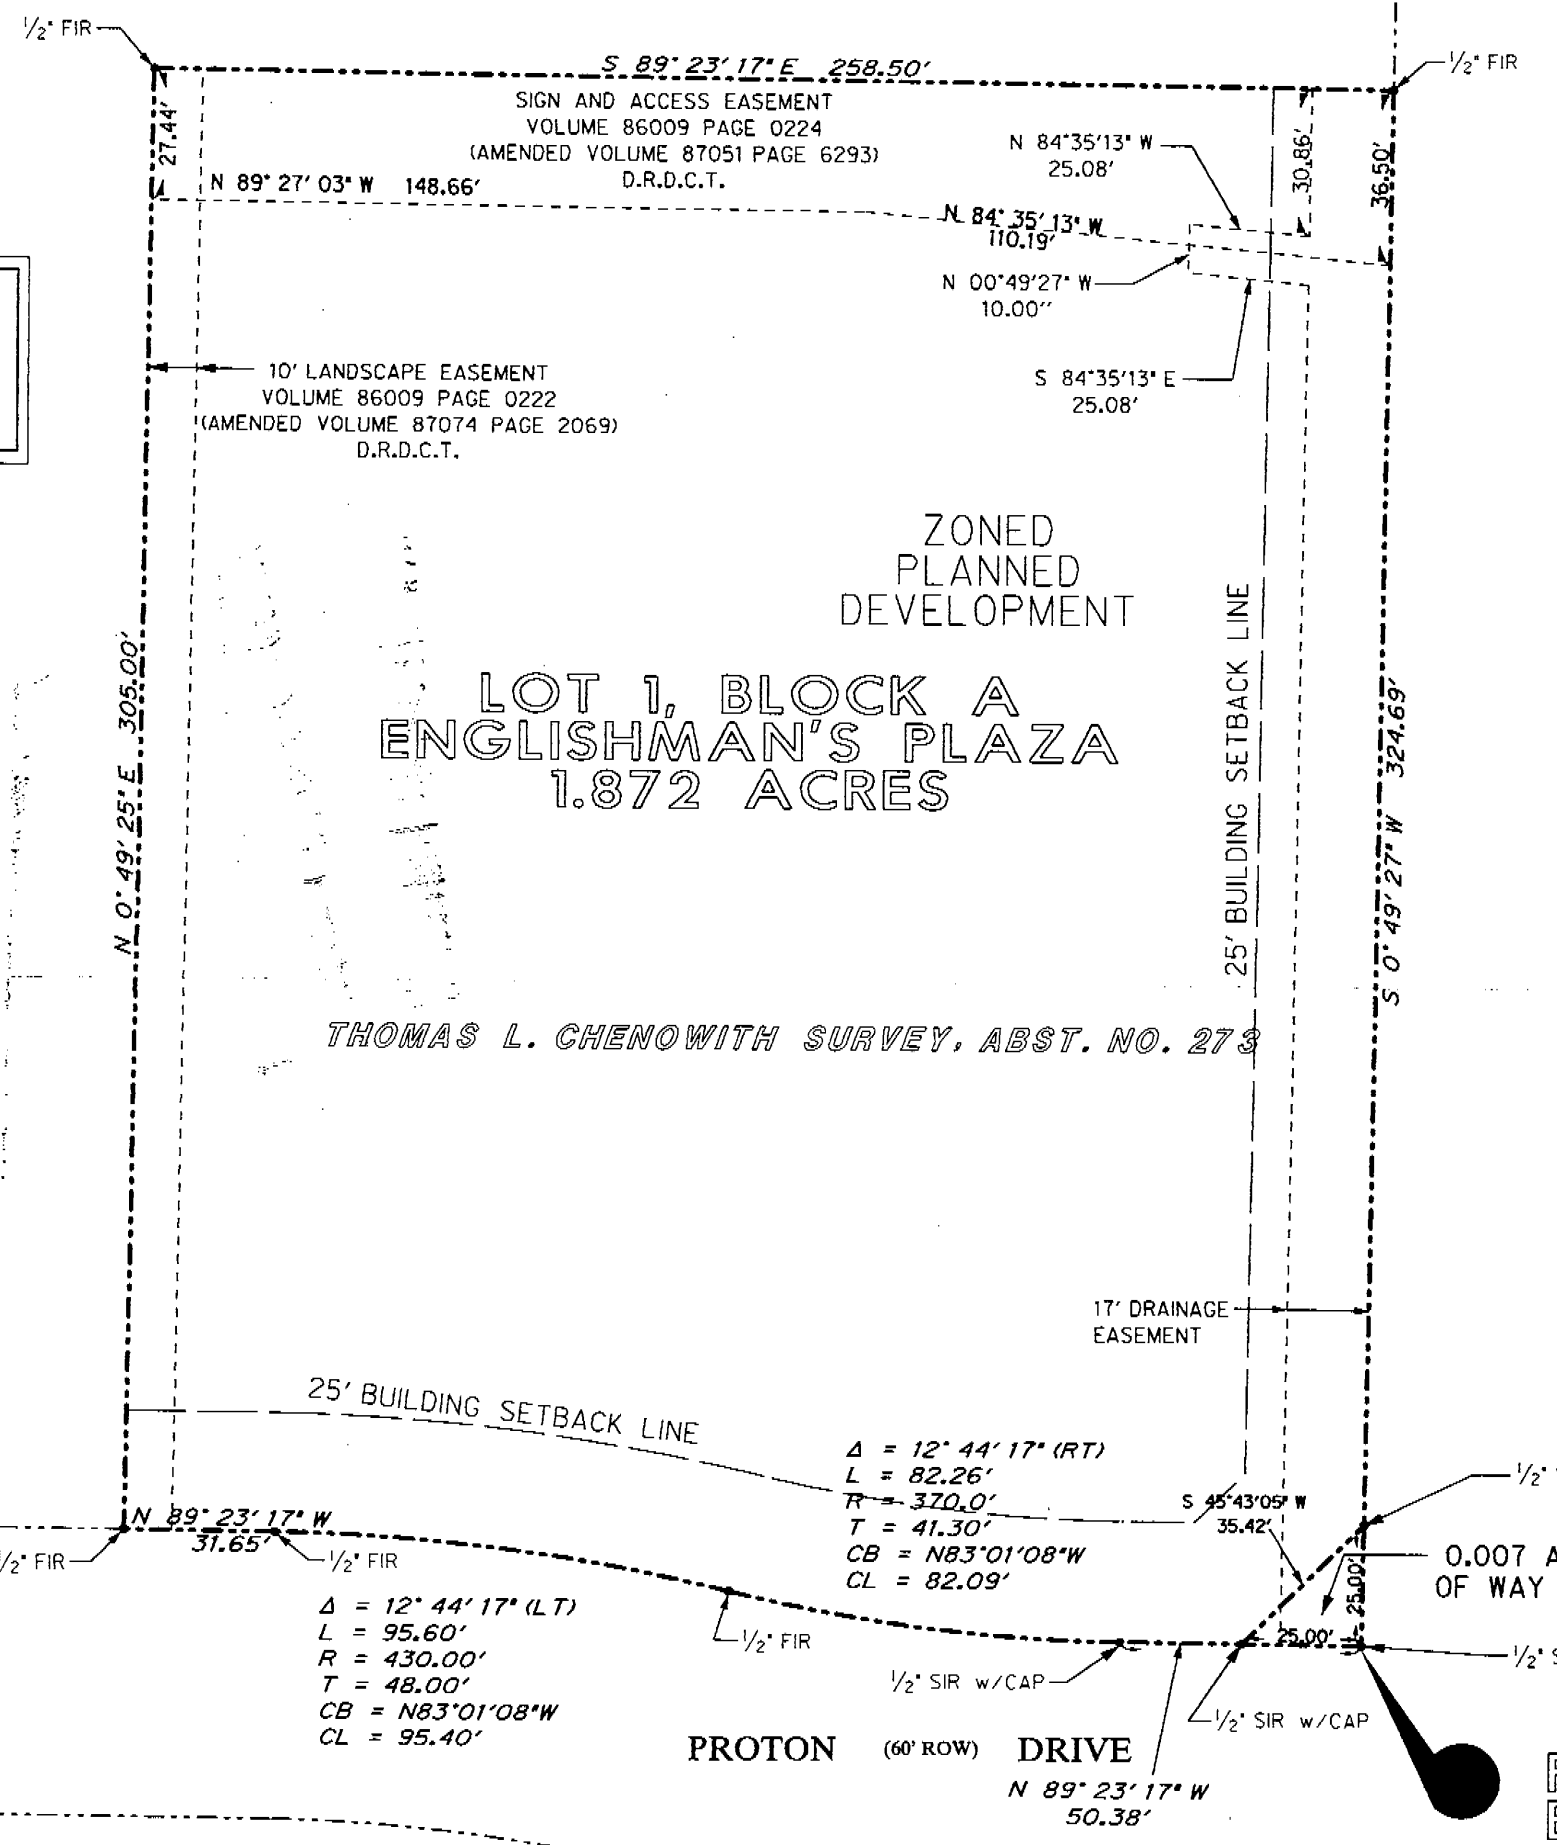 1/2" FIR
S 89° 23' 17" E 258.50'
1/2" FIR
27.44'
SIGN AND ACCESS EASEMENT
VOLUME 86009 PAGE 0224
(AMENDED VOLUME 87051 PAGE 6293)
D.R.D.C.T.
N 84°35'13" W
25.08'
30.86'
36.50'
N 89° 27' 03" W 148.66'
N 84° 35' 13" W
110.19'
N 00°49'27" W
10.00''
S 84°35'13" E
25.08'
10' LANDSCAPE EASEMENT
VOLUME 86009 PAGE 0222
(AMENDED VOLUME 87074 PAGE 2069)
D.R.D.C.T.
ZONED
PLANNED
DEVELOPMENT
N 0° 49' 25" E 305.00'
25' BUILDING SETBACK LINE
S 0° 49' 27" W 324.69'
LOT 1, BLOCK A
ENGLISHMAN'S PLAZA
1.872 ACRES
THOMAS L. CHENOWITH SURVEY, ABST. NO. 273
17' DRAINAGE
EASEMENT
25' BUILDING SETBACK LINE
Δ = 12° 44' 17" (RT)
L = 82.26'
R = 370.0'
T = 41.30'
CB = N83°01'08"W
CL = 82.09'
S 45°43'05" W
35.42'
1/2"
N 89° 23' 17" W
31.65'
1/2" FIR
1/2" FIR
0.007 A
OF WAY
25.00'
25.00'
Δ = 12° 44' 17" (LT)
L = 95.60'
R = 430.00'
T = 48.00'
CB = N83°01'08"W
CL = 95.40'
1/2" FIR
1/2" SIR w/CAP
1/2" S
1/2" SIR w/CAP
PROTON (60' ROW) DRIVE
N 89° 23' 17" W
50.38'